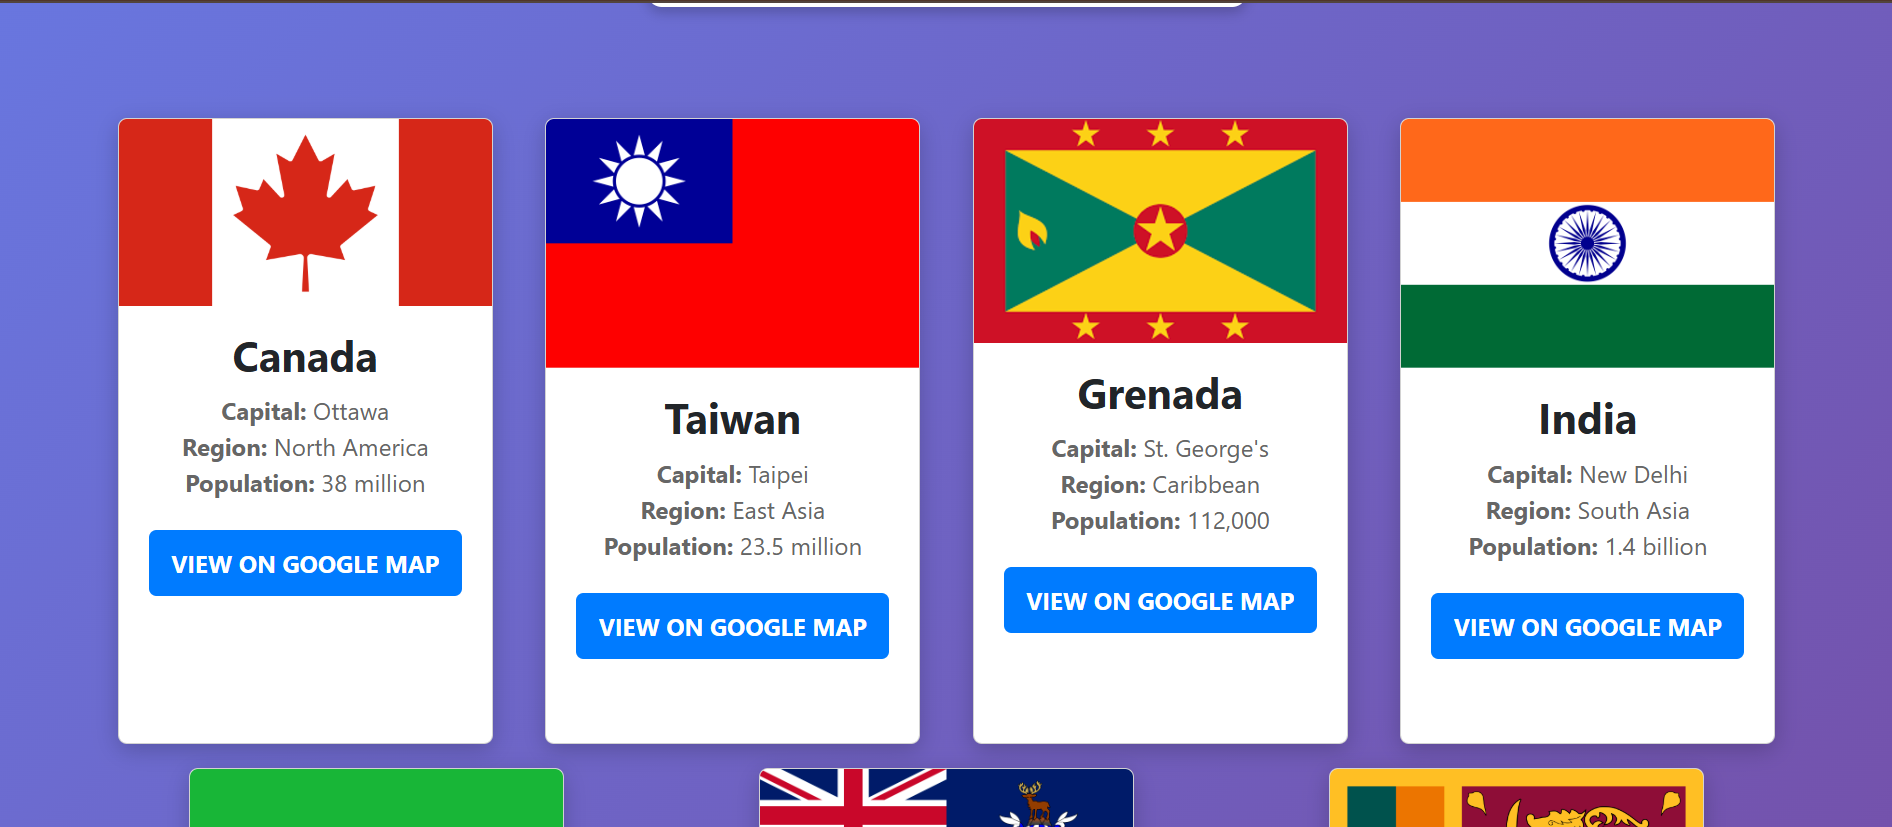 Canada
Capital: Ottawa
Region: North America
Population: 38 million
VIEW ON GOOGLE MAP
Taiwan
Capital: Taipei
Region: East Asia
Population: 23.5 million
VIEW ON GOOGLE MAP
Grenada
Capital: St. George's
Region: Caribbean
Population: 112,000
VIEW ON GOOGLE MAP
India
Capital: New Delhi
Region: South Asia
Population: 1.4 billion
VIEW ON GOOGLE MAP